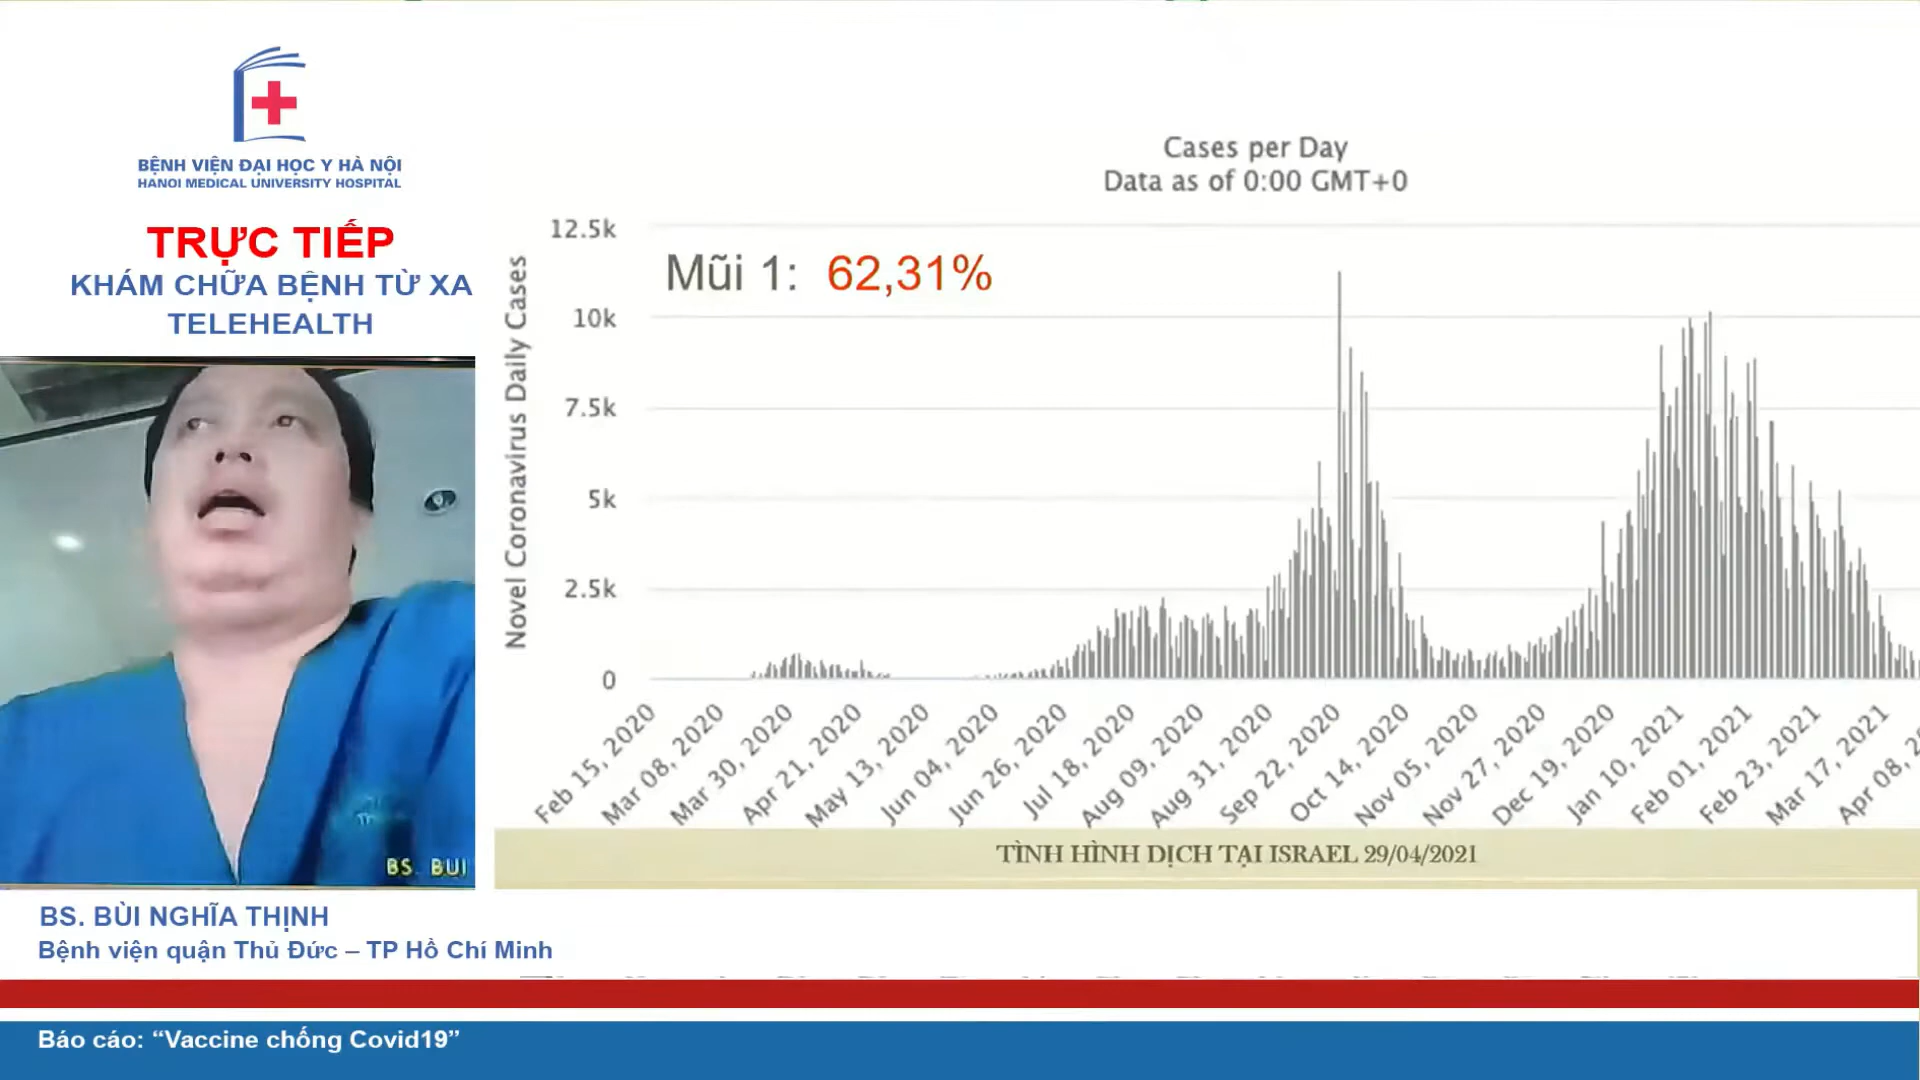 BỆNH VIỆN ĐẠI HỌC Y HÀ NỘI
HANOI MEDICAL UNIVERSITY HOSPITAL
TRỰC TIẾP
KHÁM CHỮA BỆNH TỪ XA
TELEHEALTH
BS. BUI
BS. BÙI NGHĨA THỊNH
Bệnh viện quận Thủ Đức – TP Hồ Chí Minh
Cases per Day
Data as of 0:00 GMT+0
Mũi 1: 62,31%
Novel Coronavirus Daily Cases
12.5k
10k
7.5k
5k
2.5k
0
Feb 15, 2020
Mar 08, 2020
Mar 30, 2020
Apr 21, 2020
May 13, 2020
Jun 04, 2020
Jun 26, 2020
Jul 18, 2020
Aug 09, 2020
Aug 31, 2020
Sep 22, 2020
Oct 14, 2020
Nov 05, 2020
Nov 27, 2020
Dec 19, 2020
Jan 10, 2021
Feb 01, 2021
Feb 23, 2021
Mar 17, 2021
Apr 08,
TÌNH HÌNH DỊCH TẠI ISRAEL 29/04/2021
Báo cáo: “Vaccine chống Covid19”